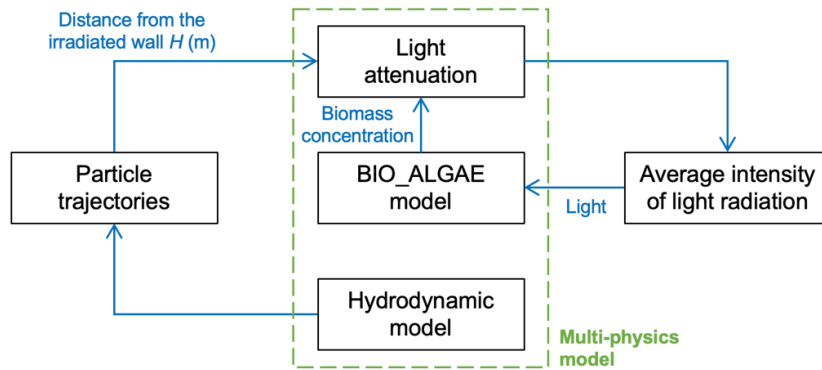 Distance from the
irradiated wall H (m)
Light
attenuation
Biomass
concentration
Particle
trajectories
BIO_ALGAE
model
Light
Average intensity
of light radiation
Hydrodynamic
model
Multi-physics
model